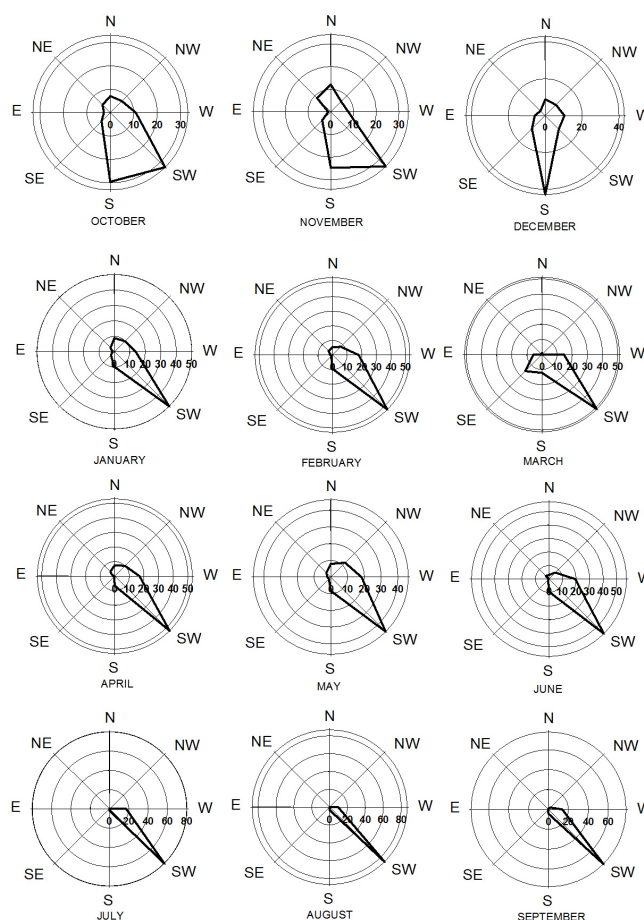 N N N
NE NW NE NW NE NW
E W E W E W
0 10 20 30 0 10 20 30 0 20 40
SE SW SE SW SE SW
S S S
OCTOBER NOVEMBER DECEMBER
N N N
NE NW NE NW NE NW
E W E W E W
0 10 20 30 40 50 0 10 20 30 40 50 0 10 20 30 40 50
SE SW SE SW SE SW
S S S
JANUARY FEBRUARY MARCH
N N N
NE NW NE NW NE NW
E W E W E W
0 10 20 30 40 50 0 10 20 30 40 0 10 20 30 40 50
SE SW SE SW SE SW
S S S
APRIL MAY JUNE
N N N
NE NW NE NW NE NW
E W E W E W
0 20 40 60 80 0 20 40 60 80 0 20 40 60
SE SW SE SW SE SW
S S S
JULY AUGUST SEPTEMBER